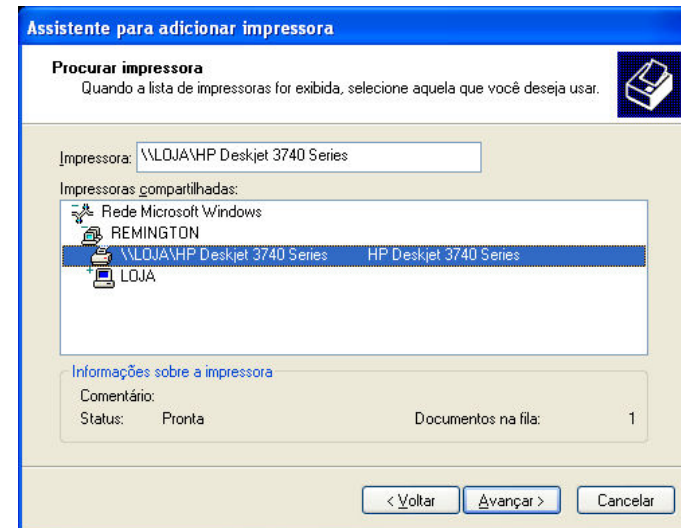 Assistente para adicionar impressora
Procurar impressora
Quando a lista de impressoras for exibida, selecione aquela que você deseja usar.
Impressora: \\LOJA\HP Deskjet 3740 Series
Impressoras compartilhadas:
Rede Microsoft Windows
REMINGTON
\\LOJA\HP Deskjet 3740 Series HP Deskjet 3740 Series
LOJA
Informações sobre a impressora
Comentário:
Status: Pronta Documentos na fila: 1
< Voltar Avançar > Cancelar